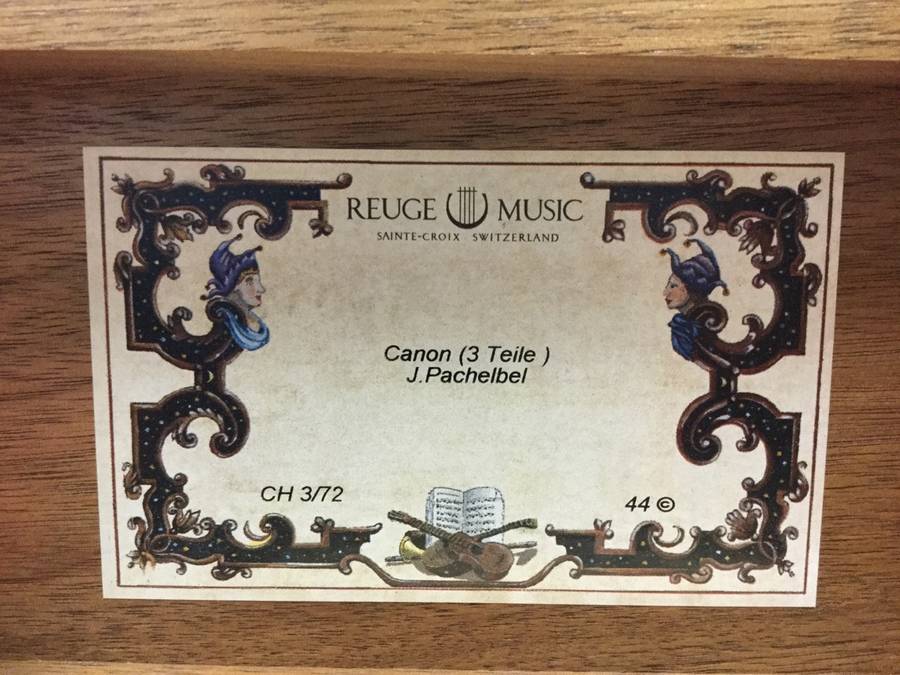 REUGE MUSIC
SAINTE-CROIX SWITZERLAND
Canon (3 Teile )
J.Pachelbel
CH 3/72
44 ©